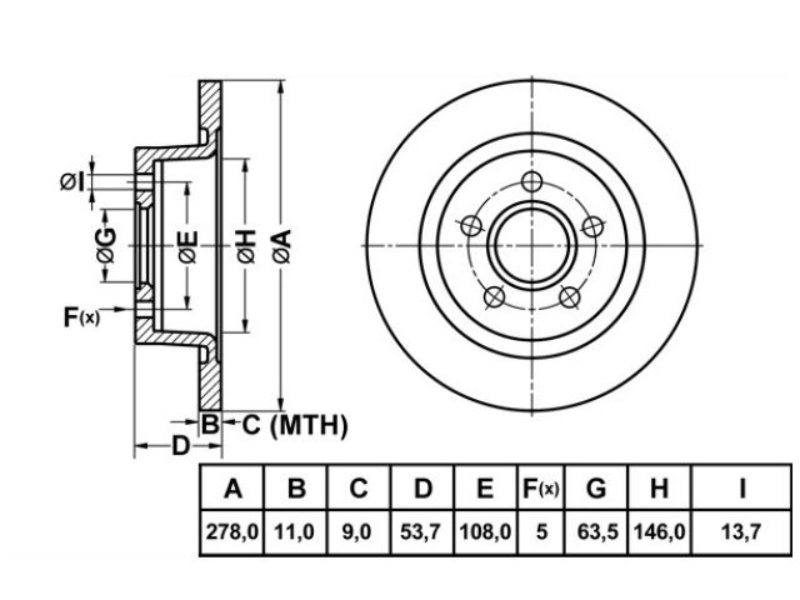 ØI
ØG
ØE
ØH
ØA
F(x)
B
C (MTH)
D
A B C D E F(x) G H I
278,0 11,0 9,0 53,7 108,0 5 63,5 146,0 13,7